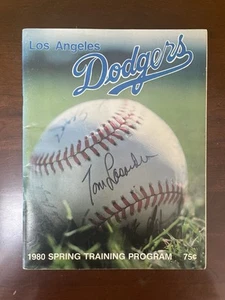 Los Angeles
Dodgers
Tom Lasorda
1980 SPRING TRAINING PROGRAM 75¢